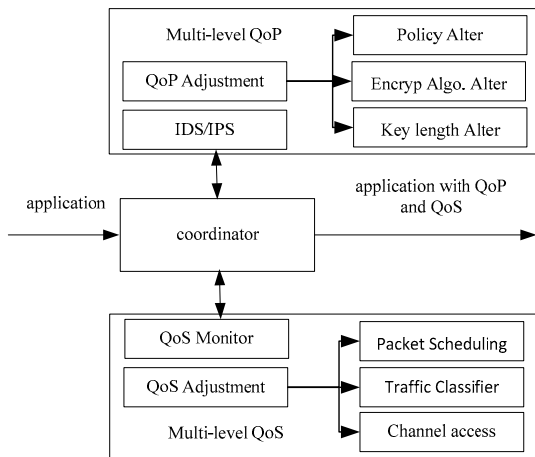 Multi-level QoP
Policy Alter
QoP Adjustment
Encryp Algo. Alter
IDS/IPS
Key length Alter
application
coordinator
application with QoP
and QoS
QoS Monitor
Packet Scheduling
QoS Adjustment
Traffic Classifier
Multi-level QoS
Channel access